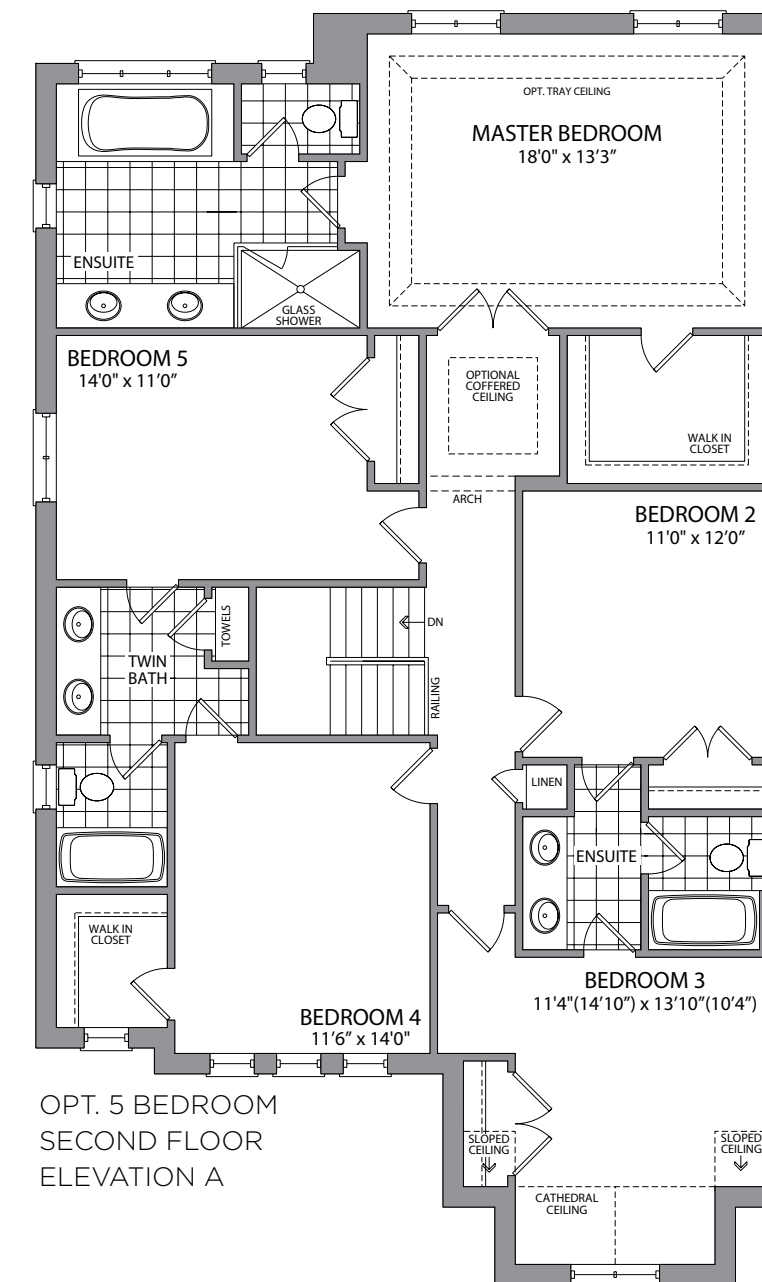 OPT. TRAY CEILING
MASTER BEDROOM
18'0" x 13'3"
ENSUITE
GLASS
SHOWER
BEDROOM 5
14'0" x 11'0"
OPTIONAL
COFFERED
CEILING
WALK IN
CLOSET
ARCH
BEDROOM 2
11'0" x 12'0"
TOWELS
DN
TWIN
BATH
RAILING
LINEN
ENSUITE
WALK IN
CLOSET
BEDROOM 3
11'4"(14'10") x 13'10"(10'4")
BEDROOM 4
11'6" x 14'0"
OPT. 5 BEDROOM
SECOND FLOOR
ELEVATION A
SLOPED
CEILING
SLOPED
CEILING
CATHEDRAL
CEILING